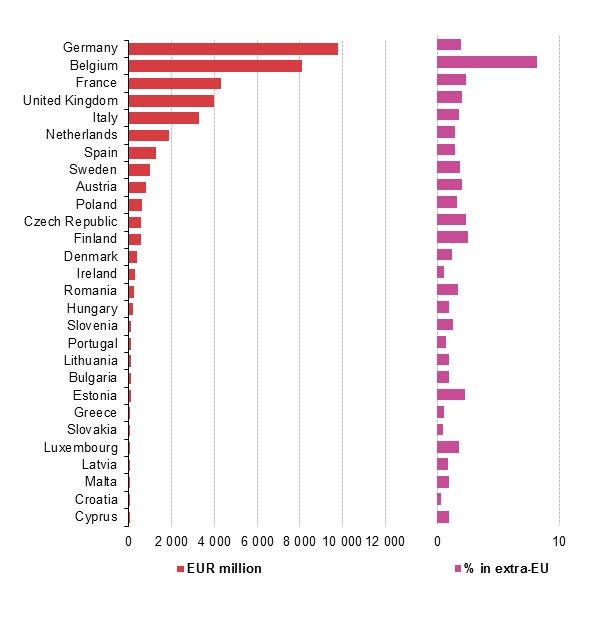 Germany
Belgium
France
United Kingdom
Italy
Netherlands
Spain
Sweden
Austria
Poland
Czech Republic
Finland
Denmark
Ireland
Romania
Hungary
Slovenia
Portugal
Lithuania
Bulgaria
Estonia
Greece
Slovakia
Luxembourg
Latvia
Malta
Croatia
Cyprus
0 2 000 4 000 6 000 8 000 10 000 12 000 0 10
EUR million % in extra-EU